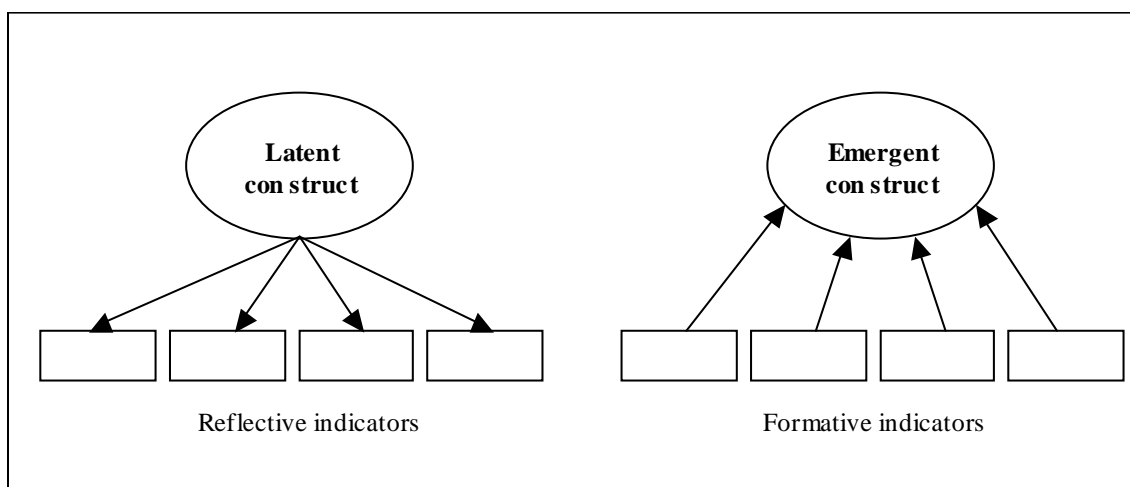 Latent
con struct
Emergent
con struct
Reflective indicators
Formative indicators